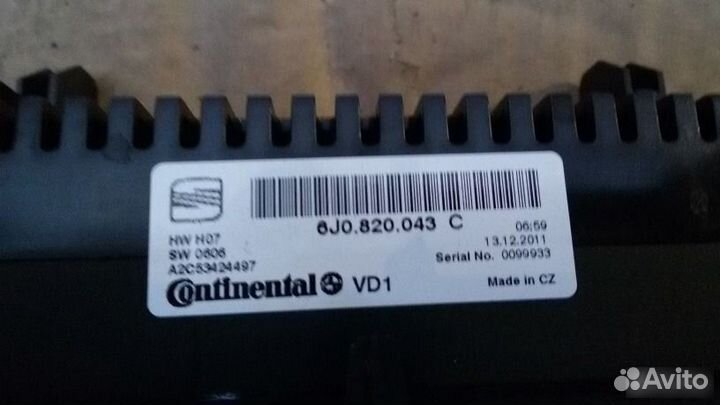 6J0.820.043 C
HW H07
SW 0606
A2C53424497
06:59
13.12.2011
Serial No. 0099933
Continental VD1
Made in CZ
Avito